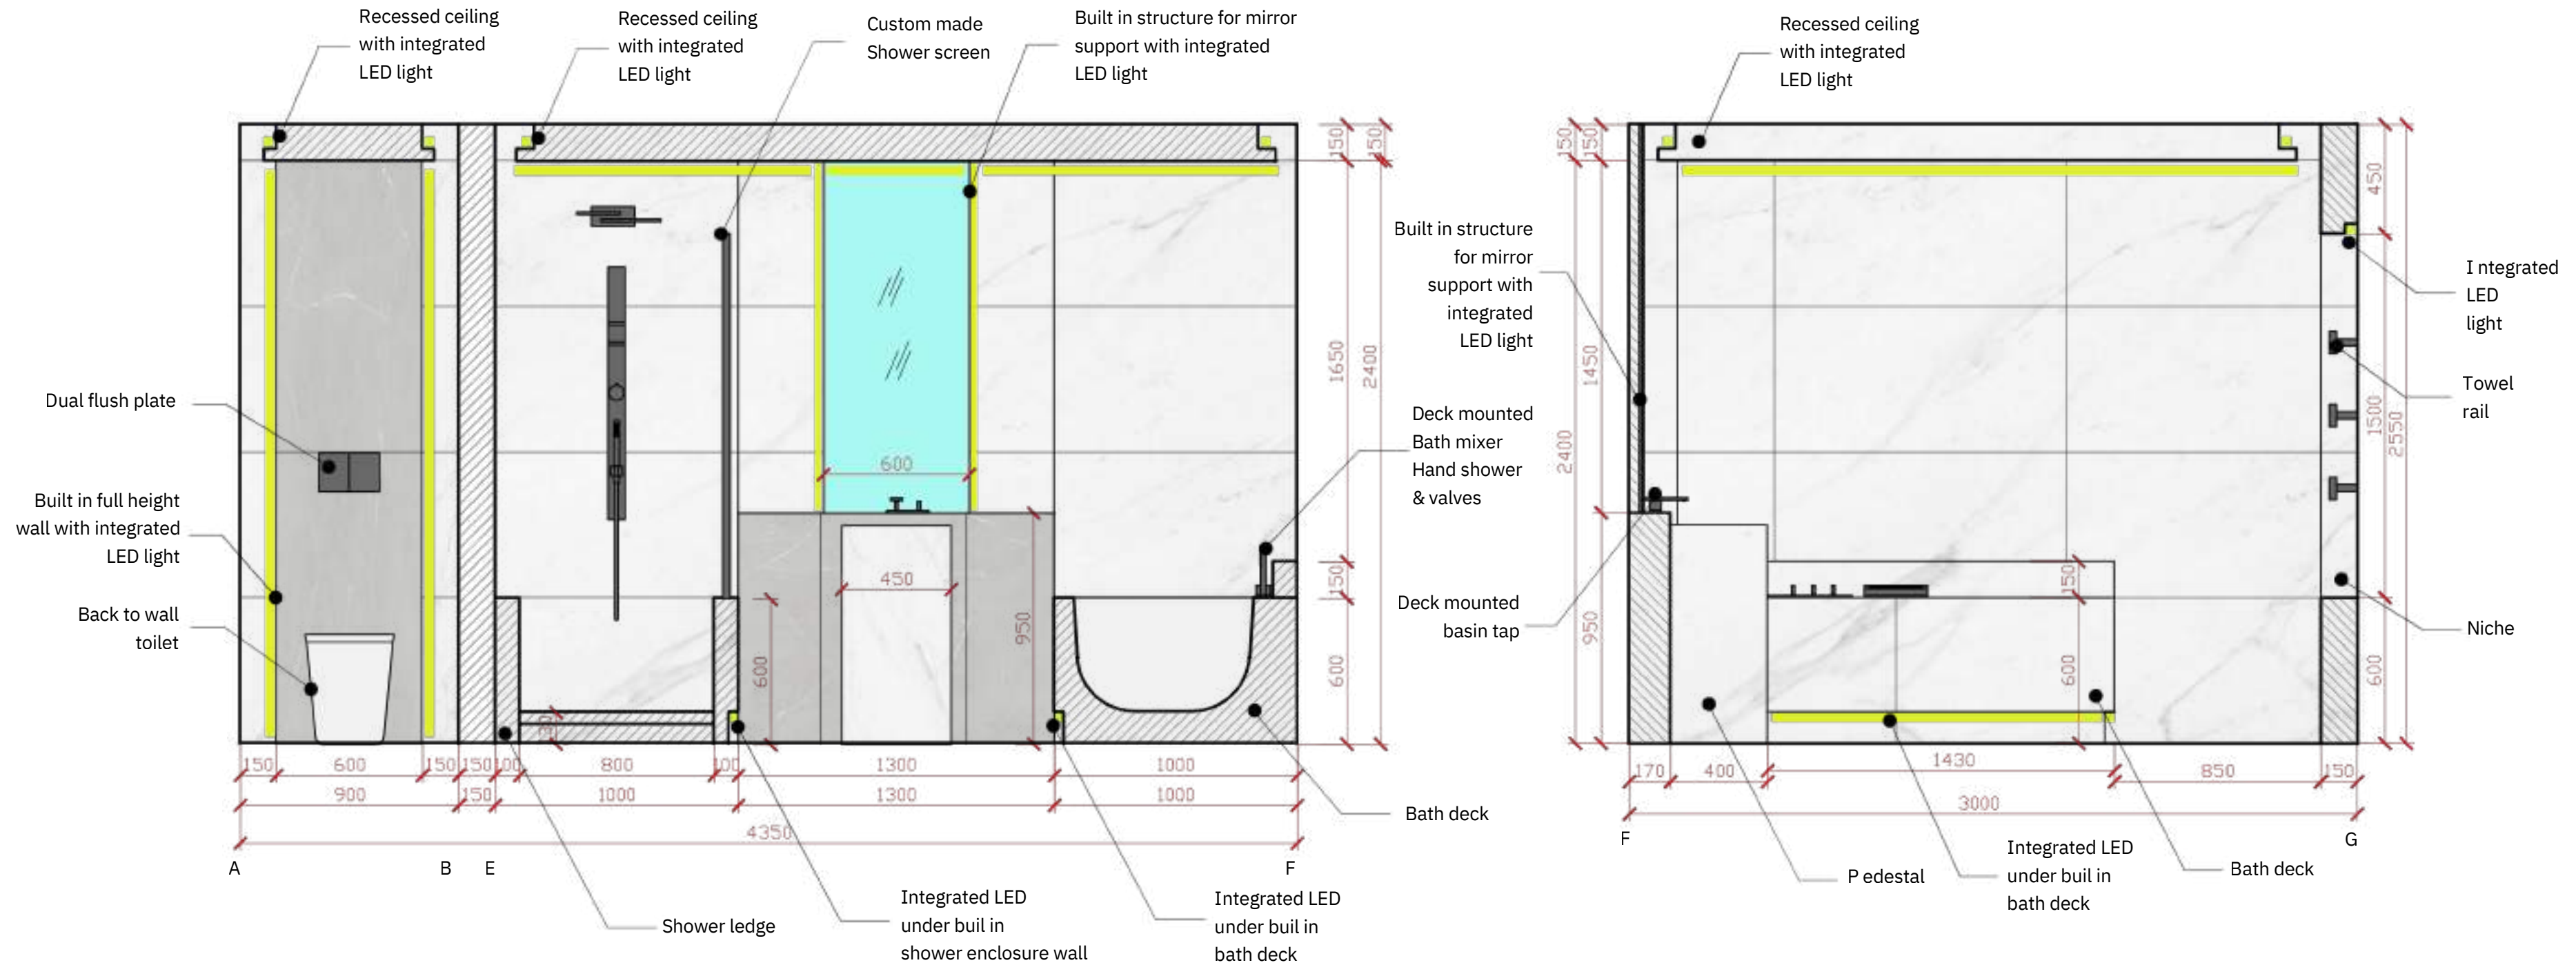 Recessed ceiling
with integrated
LED light
Recessed ceiling
with integrated
LED light
Custom made
Shower screen
Built in structure for mirror
support with integrated
LED light
Recessed ceiling
with integrated
LED light
Dual flush plate
Built in full height
wall with integrated
LED light
Back to wall
toilet
600
450
600
950
30
150
150
1650
2400
150
600
Deck mounted
Bath mixer
Hand shower
& valves
Built in structure
for mirror
support with
integrated
LED light
Deck mounted
basin tap
150
150
1450
2400
950
150
600
450
1500
2550
600
I ntegrated
LED
light
Towel
rail
Niche
150
600
150
150
100
800
100
1300
1000
900
150
1000
1300
1000
4350
A
B
E
F
Shower ledge
Integrated LED
under buil in
shower enclosure wall
Integrated LED
under buil in
bath deck
Bath deck
170
400
1430
850
150
3000
F
G
P edestal
Integrated LED
under buil in
bath deck
Bath deck